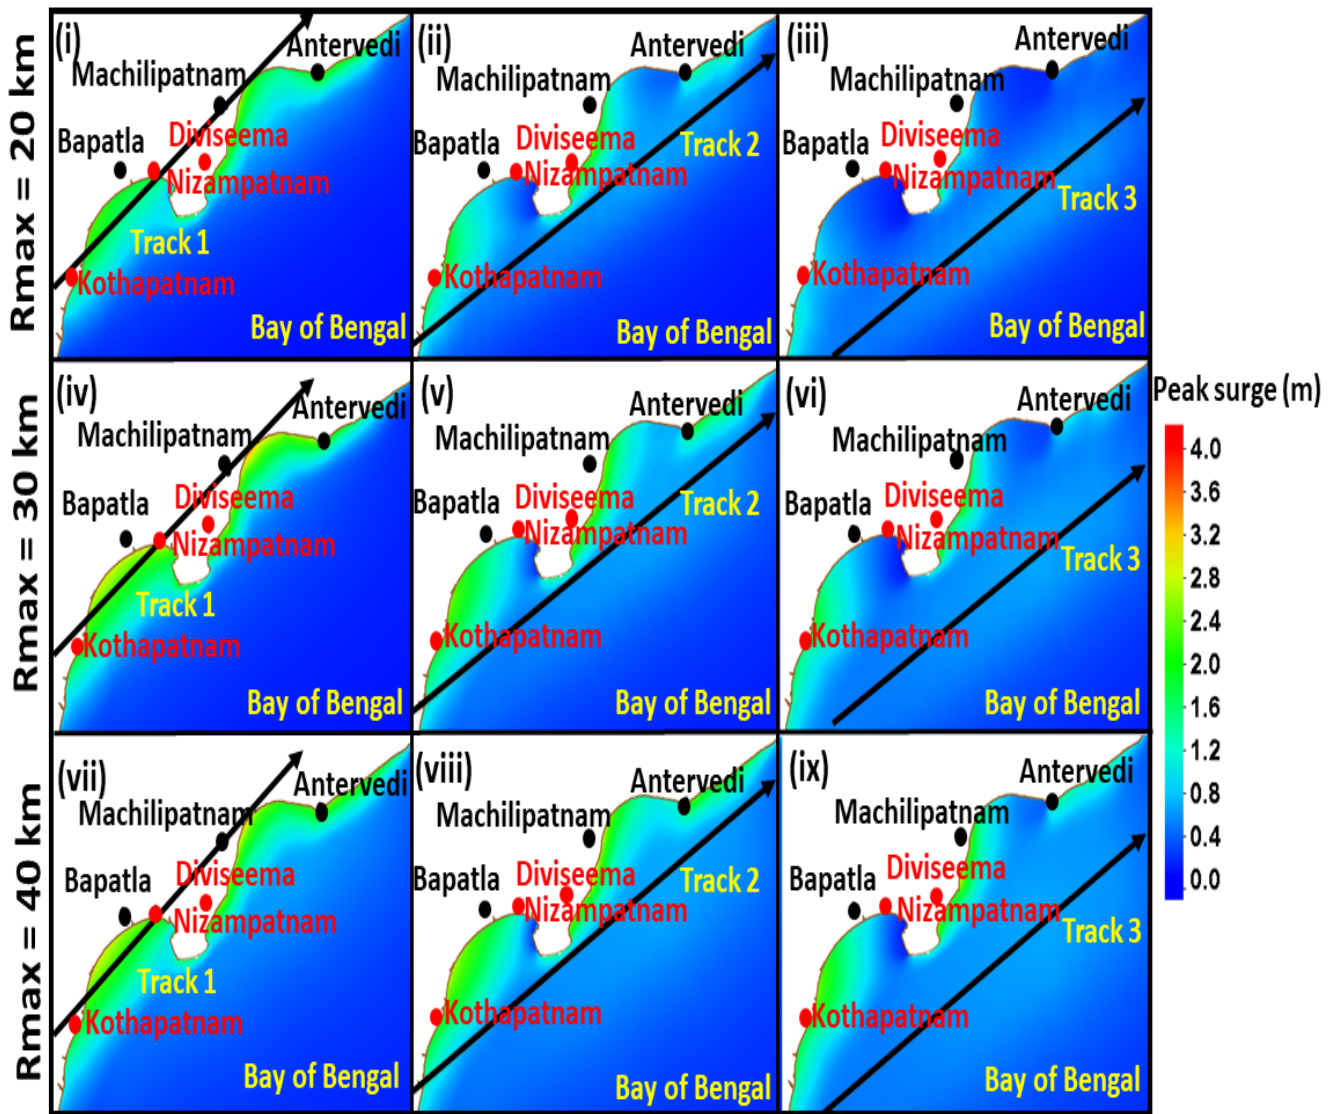 Rmax = 20 km
(i)
Antervedi
Machilipatnam
Bapatla
Diviseema
Nizampatnam
Track 1
Kothapatnam
Bay of Bengal
(ii)
Antervedi
Machilipatnam
Bapatla
Diviseema
Nizampatnam
Track 2
Kothapatnam
Bay of Bengal
(iii)
Antervedi
Machilipatnam
Bapatla
Diviseema
Nizampatnam
Track 3
Kothapatnam
Bay of Bengal
Rmax = 30 km
(iv)
Antervedi
Machilipatnam
Bapatla
Diviseema
Nizampatnam
Track 1
Kothapatnam
Bay of Bengal
(v)
Antervedi
Machilipatnam
Bapatla
Diviseema
Nizampatnam
Track 2
Kothapatnam
Bay of Bengal
(vi)
Antervedi
Machilipatnam
Bapatla
Diviseema
Nizampatnam
Track 3
Kothapatnam
Bay of Bengal
Rmax = 40 km
(vii)
Antervedi
Machilipatnam
Bapatla
Diviseema
Nizampatnam
Track 1
Kothapatnam
Bay of Bengal
(viii)
Antervedi
Machilipatnam
Bapatla
Diviseema
Nizampatnam
Track 2
Kothapatnam
Bay of Bengal
(ix)
Antervedi
Machilipatnam
Bapatla
Diviseema
Nizampatnam
Track 3
Kothapatnam
Bay of Bengal
Peak surge (m)
4.0
3.6
3.2
2.8
2.4
2.0
1.6
1.2
0.8
0.4
0.0